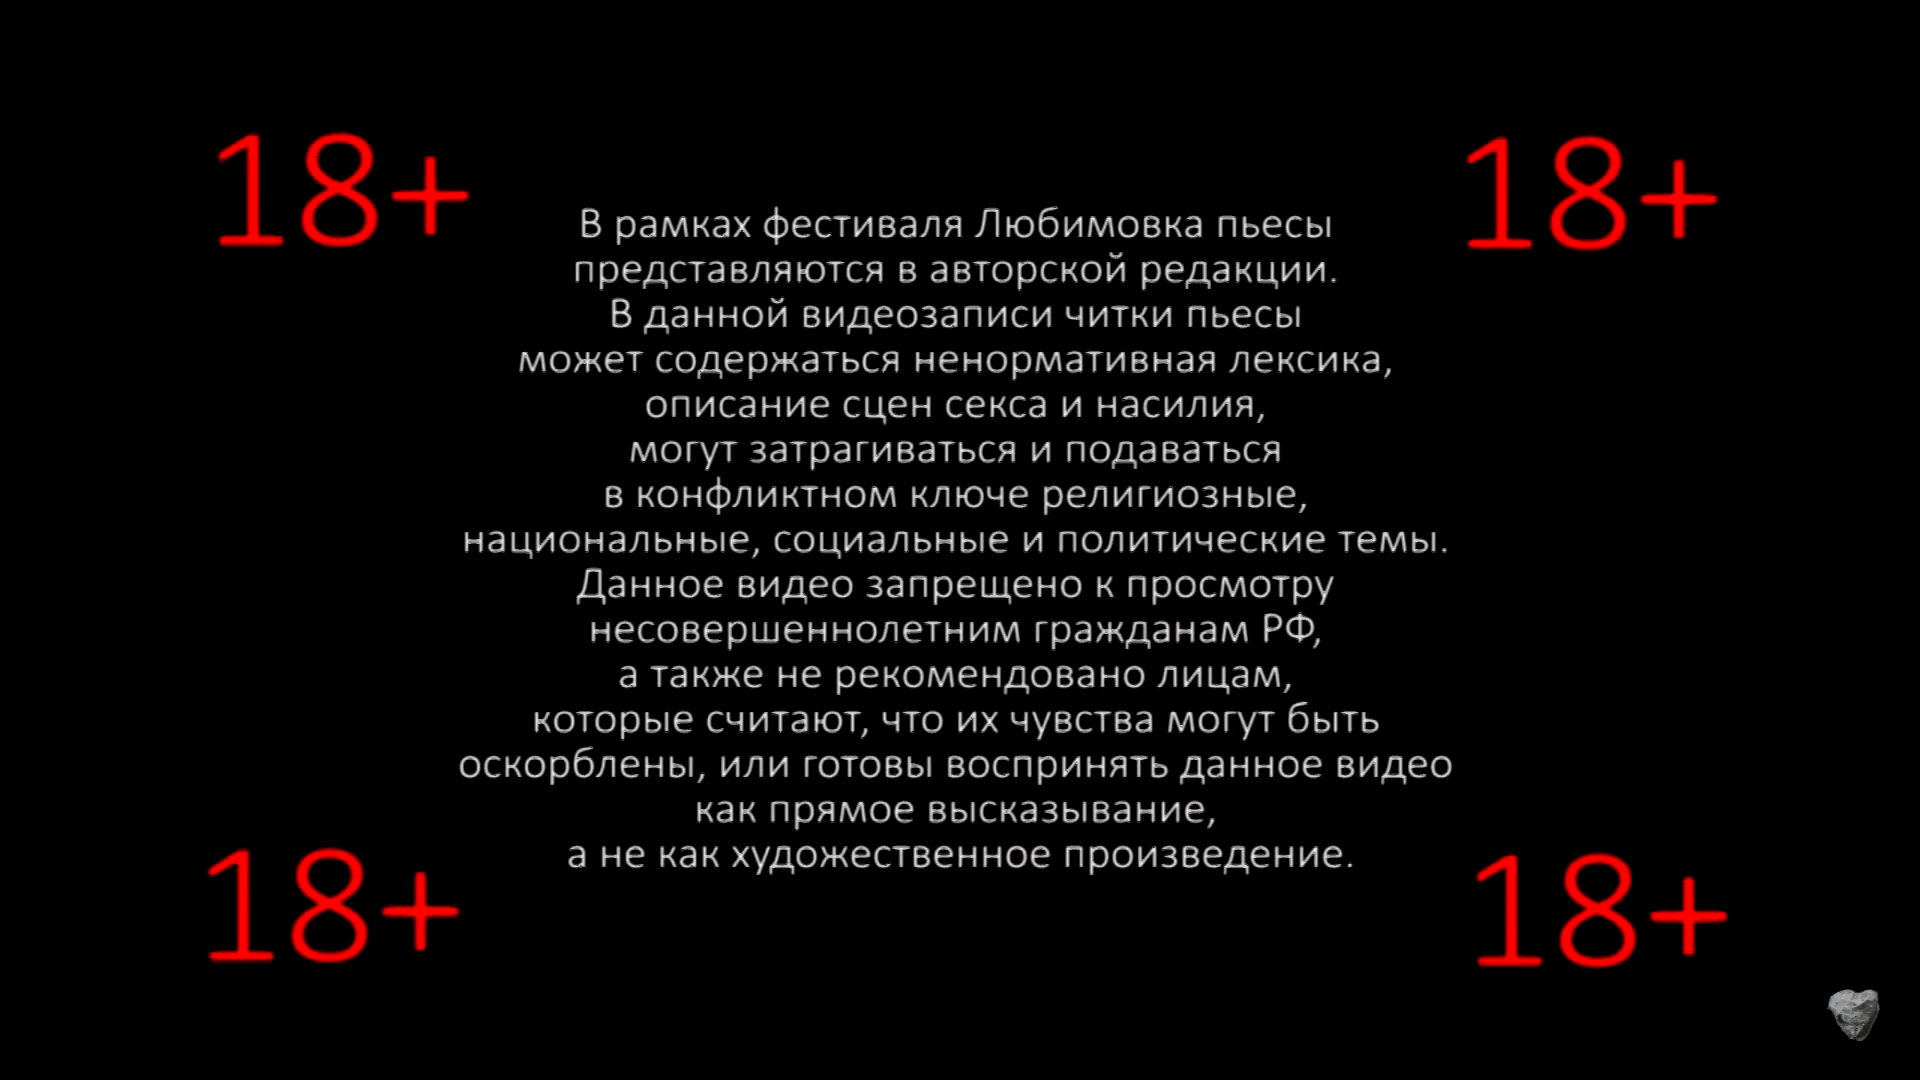 18+
18+
В рамках фестиваля Любимовка пьесы
представляются в авторской редакции.
В данной видеозаписи читки пьесы
может содержаться ненормативная лексика,
описание сцен секса и насилия,
могут затрагиваться и подаваться
в конфликтном ключе религиозные,
национальные, социальные и политические темы.
Данное видео запрещено к просмотру
несовершеннолетним гражданам РФ,
а также не рекомендовано лицам,
которые считают, что их чувства могут быть
оскорблены, или готовы воспринять данное видео
как прямое высказывание,
а не как художественное произведение.
18+
18+